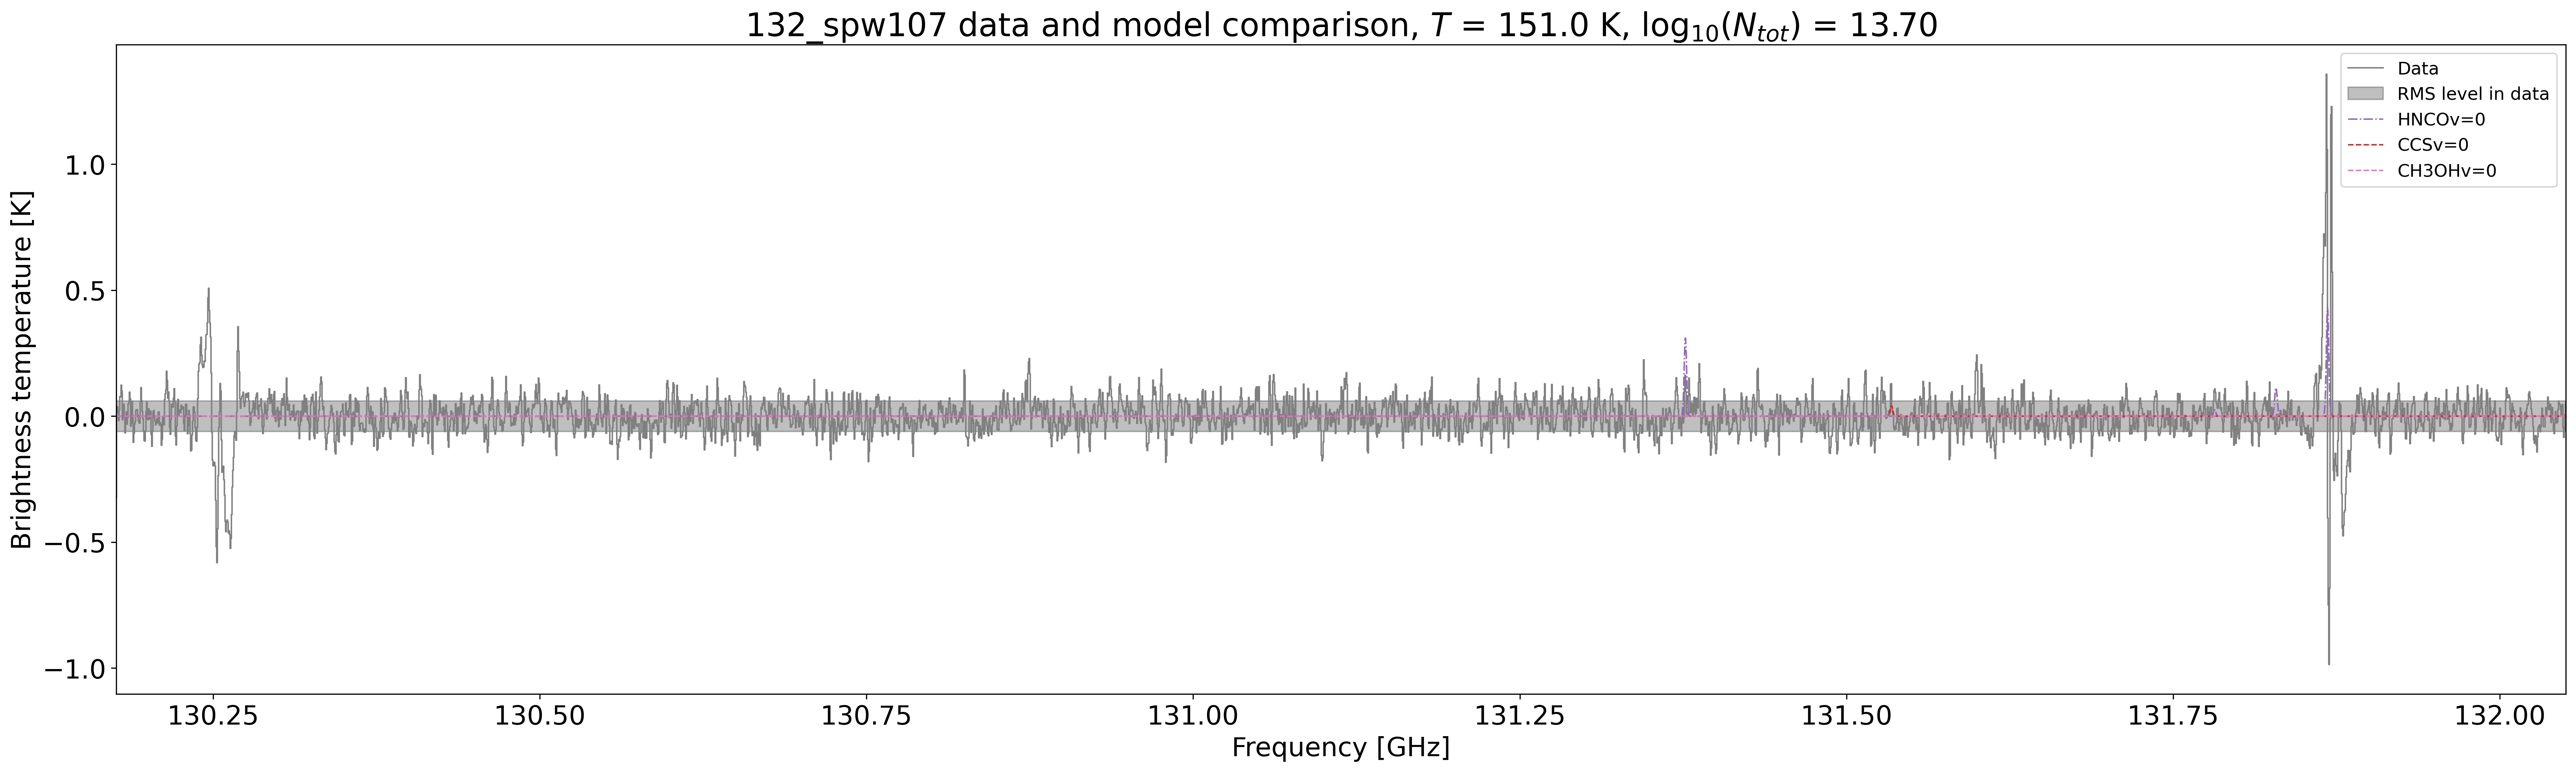 132_spw107 data and model comparison, T = 151.0 K, log₁₀(Nₜₒₜ) = 13.70
Data
RMS level in data
HNCOv=0
CCSv=0
CH3OHv=0
Brightness temperature [K]
1.0
0.5
0.0
−0.5
−1.0
130.25 130.50 130.75 131.00 131.25 131.50 131.75 132.00
Frequency [GHz]